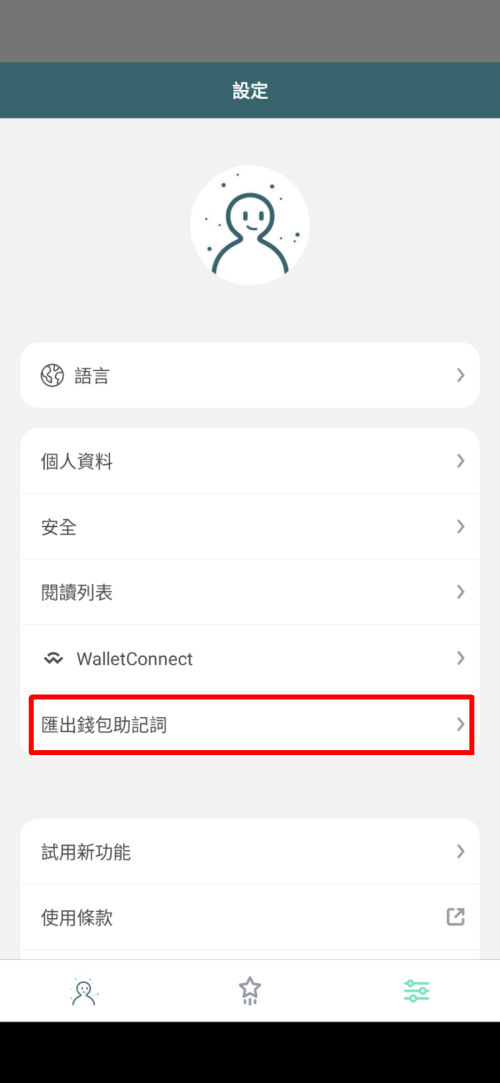 設定
語言
個人資料
安全
閱讀列表
WalletConnect
匯出錢包助記詞
試用新功能
使用條款